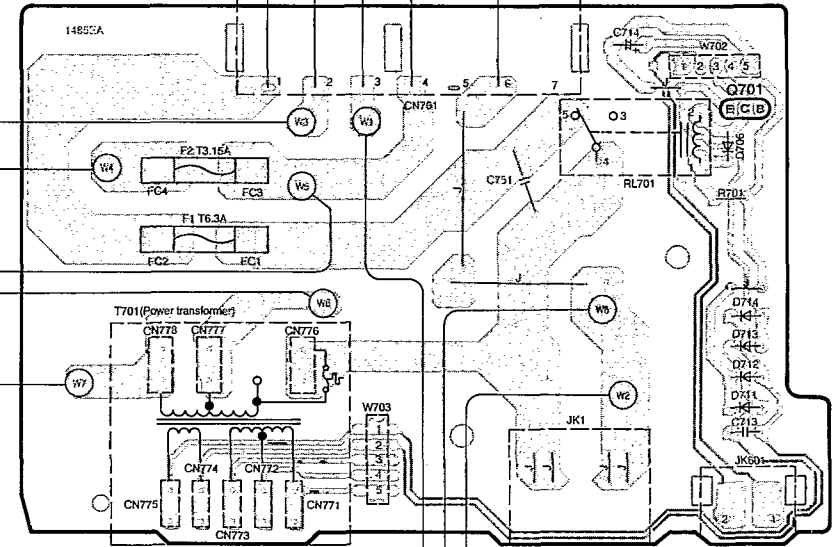 1485EA
C714
W702
1 2 3 4 5
1 2 3 4 5 6 7
CN701
Q701
E C B
W3
W4
F2 T3.15A
FC4 FC3
W5
C751
5 3
4
RL701
D706
R701
F1 T6.3A
FC2 FC1
J
J
T701(Power transformer)
W8
CN778 CN777 CN776
W6
D714
D713
D712
D711
C713
W7
W703
1
2
3
4
5
W2
JK1
JK601
CN774 CN772
CN775 CN771
CN773
2 1